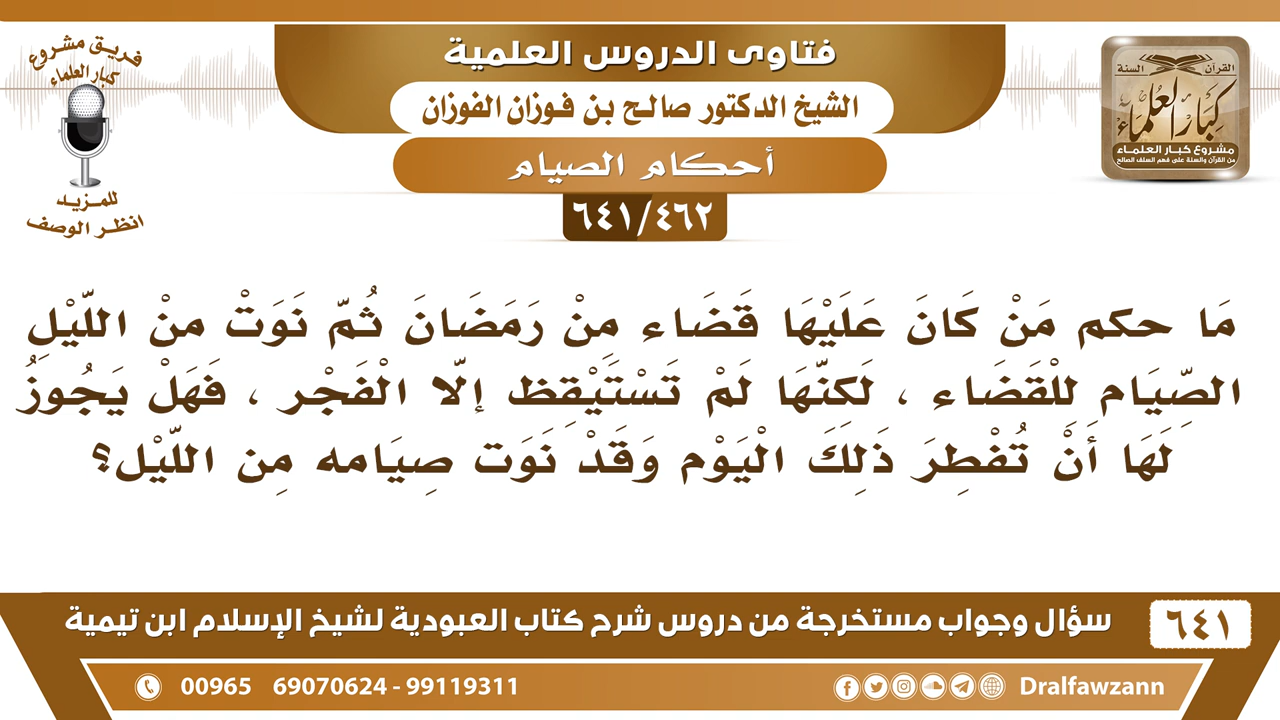 فريق مشروع
كبار العلماء
للمزيد
انظر الوصف
فتاوى الدروس العلمية
الشيخ الدكتور صالح بن فوزان الفوزان
أحكام الصيام
٦٤١/٤٦٢
القرآن السنة
كبار العلماء
مشروع كبار العلماء
من القرآن والسنة على فهم السلف الصالح
مَا حكم مَنْ كَانَ عَلَيْهَا قَضَاء مِنْ رَمَضَانَ ثُمّ نَوَتْ منْ اللّيْل
الصِّيَام للْقَضَاء ، لَكنّهَا لَمْ تَسْتَيْقِظ إلّا الْفَجْر ، فَهَلْ يَجُوزُ
لَهَا أَنْ تُفْطِرَ ذَلِكَ الْيَوْم وَقَدْ نَوَت صِيَامه مِن اللّيْل؟
٦٤١ سؤال وجواب مستخرجة من دروس شرح كتاب العبودية لشيخ الإسلام ابن تيمية
00965 69070624 - 99119311
Dralfawzann